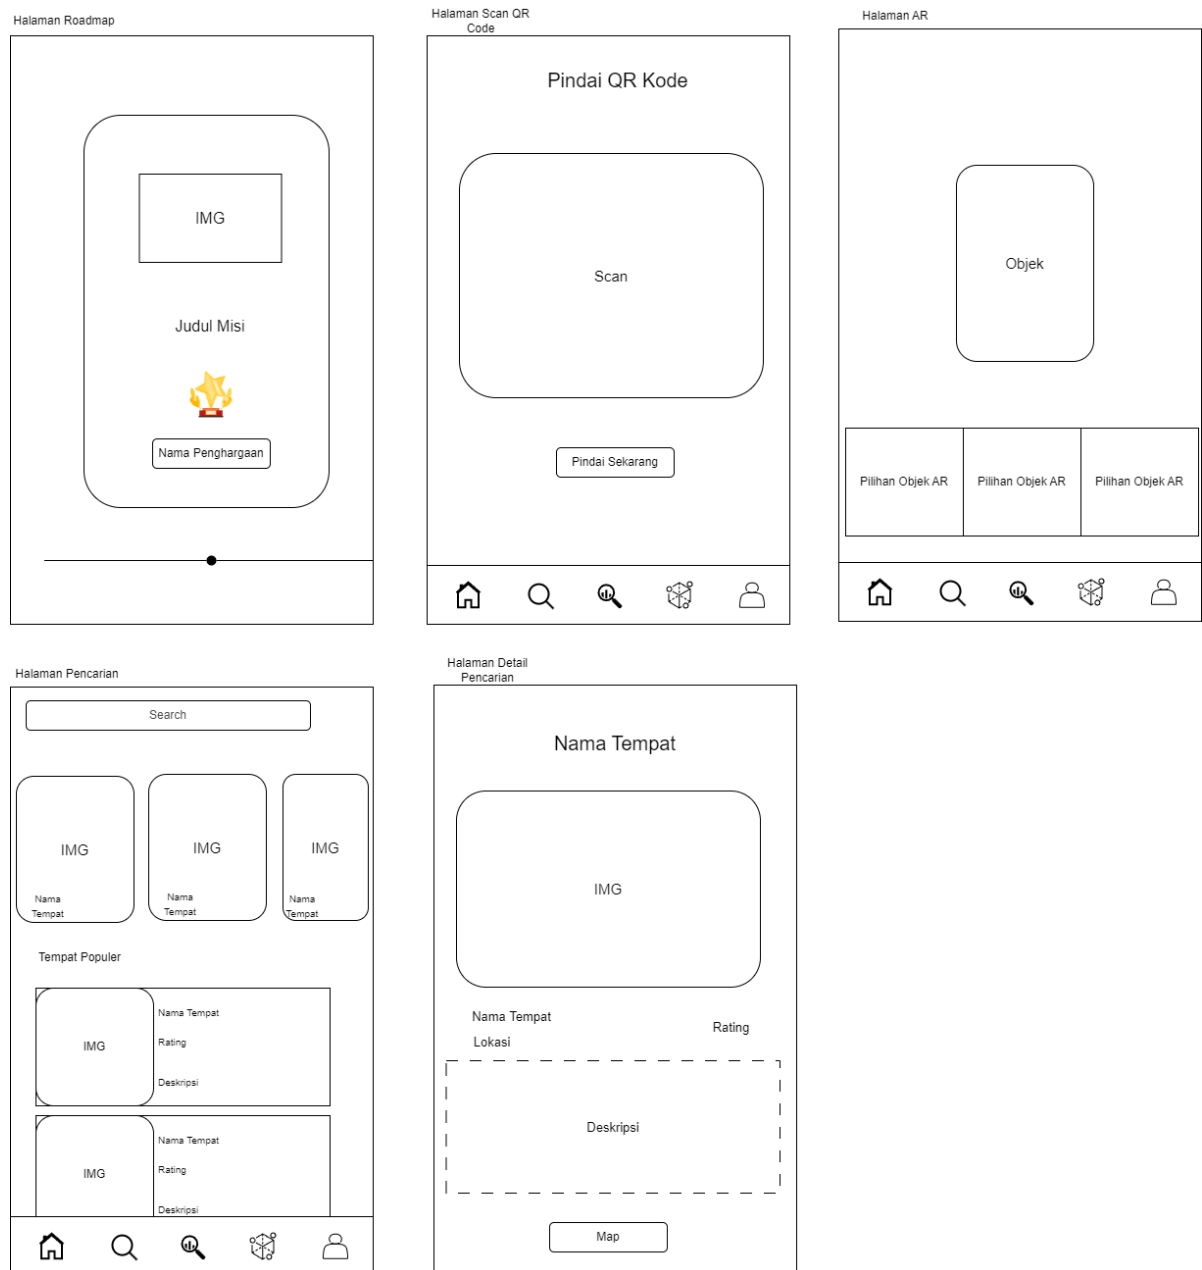 Halaman Roadmap
IMG
Judul Misi
Nama Penghargaan
Halaman Scan QR
Code
Pindai QR Kode
Scan
Pindai Sekarang
Halaman AR
Objek
Pilihan Objek AR
Pilihan Objek AR
Pilihan Objek AR
Halaman Pencarian
Search
IMG
Nama
Tempat
IMG
Nama
Tempat
IMG
Nama
Tempat
Tempat Populer
IMG
Nama Tempat
Rating
Deskripsi
IMG
Nama Tempat
Rating
Deskripsi
Halaman Detail
Pencarian
Nama Tempat
IMG
Nama Tempat
Rating
Lokasi
Deskripsi
Map